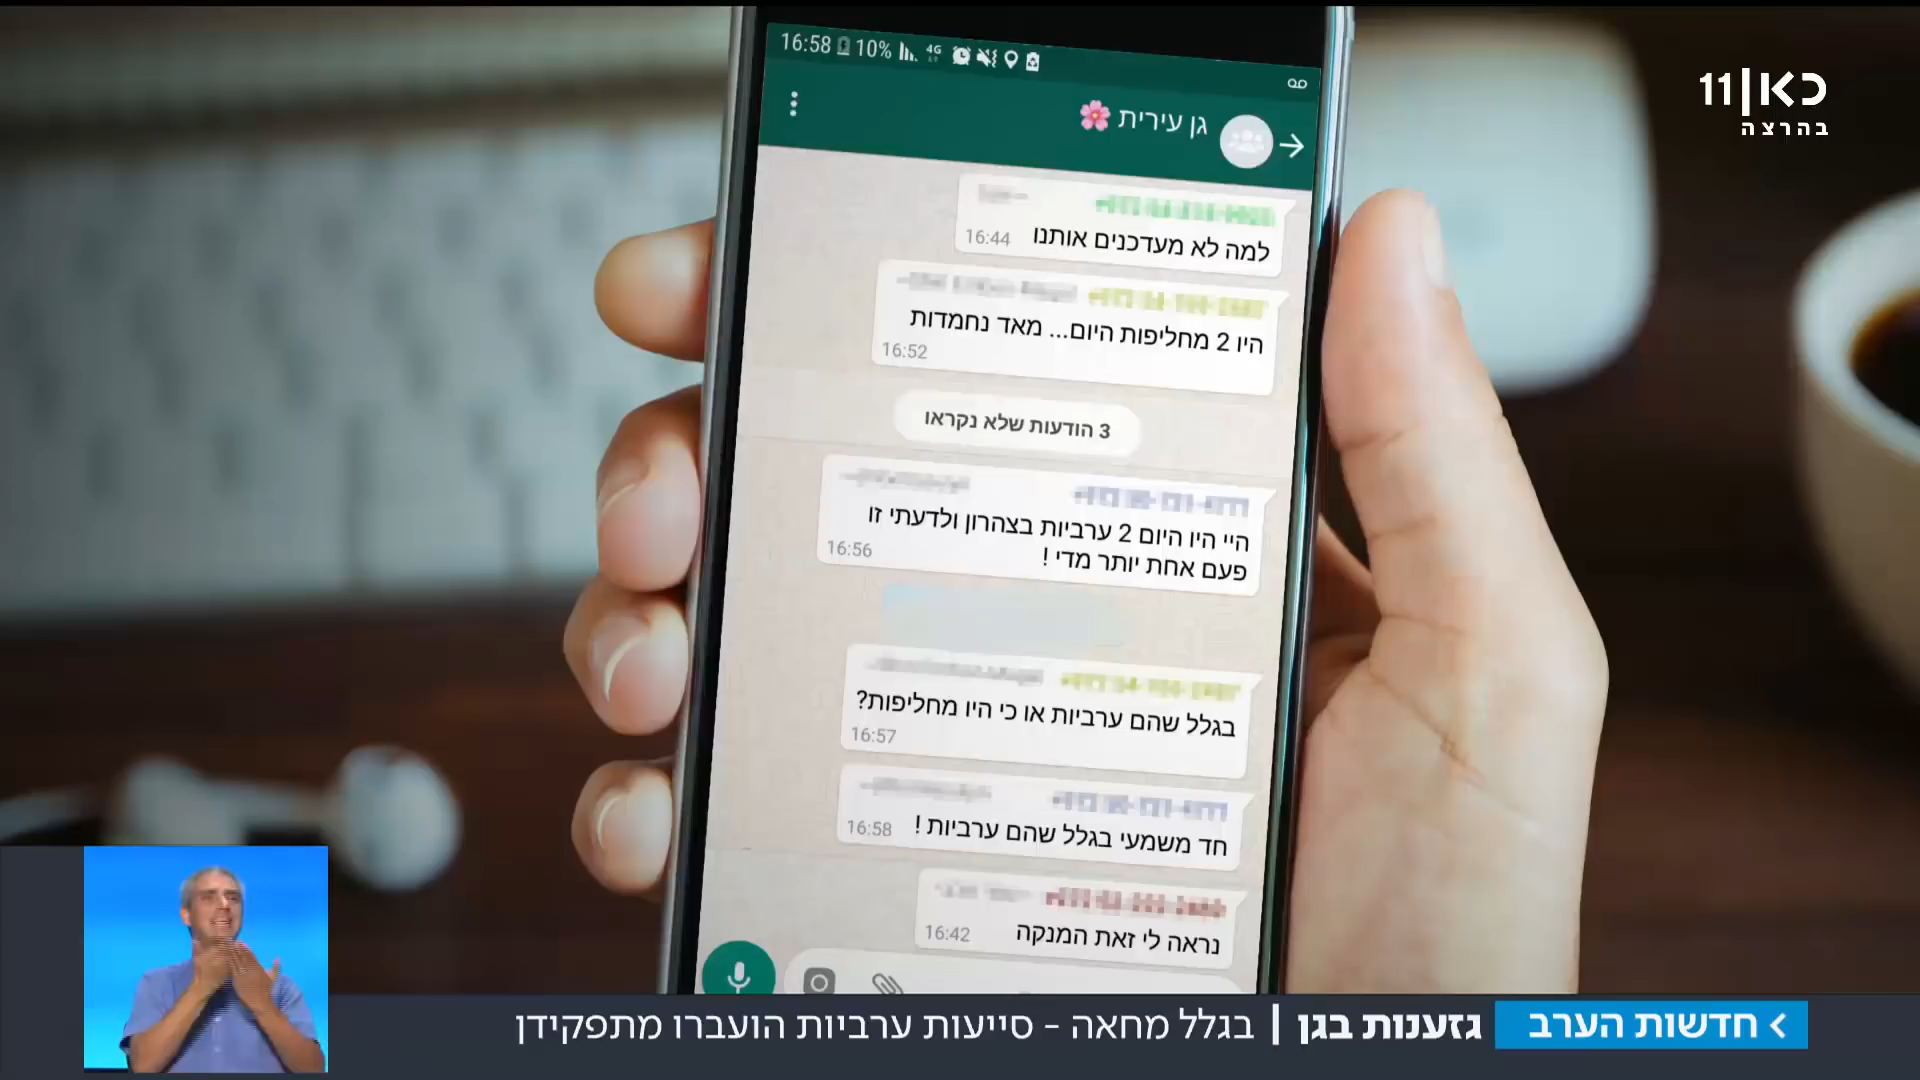 16:58 10% 4G
כאן 11
בהרצה
גן עירית
למה לא מעדכנים אותנו
16:44
היו 2 מחליפות היום... מאד נחמדות
16:52
3 הודעות שלא נקראו
היי היו היום 2 ערביות בצהרון ולדעתי זו
פעם אחת יותר מדי !
16:56
בגלל שהם ערביות או כי היו מחליפות?
16:57
חד משמעי בגלל שהם ערביות !
16:58
נראה לי זאת המנקה
16:42
חדשות הערב
גזענות בגן | בגלל מחאה - סייעות ערביות הועברו מתפקידן